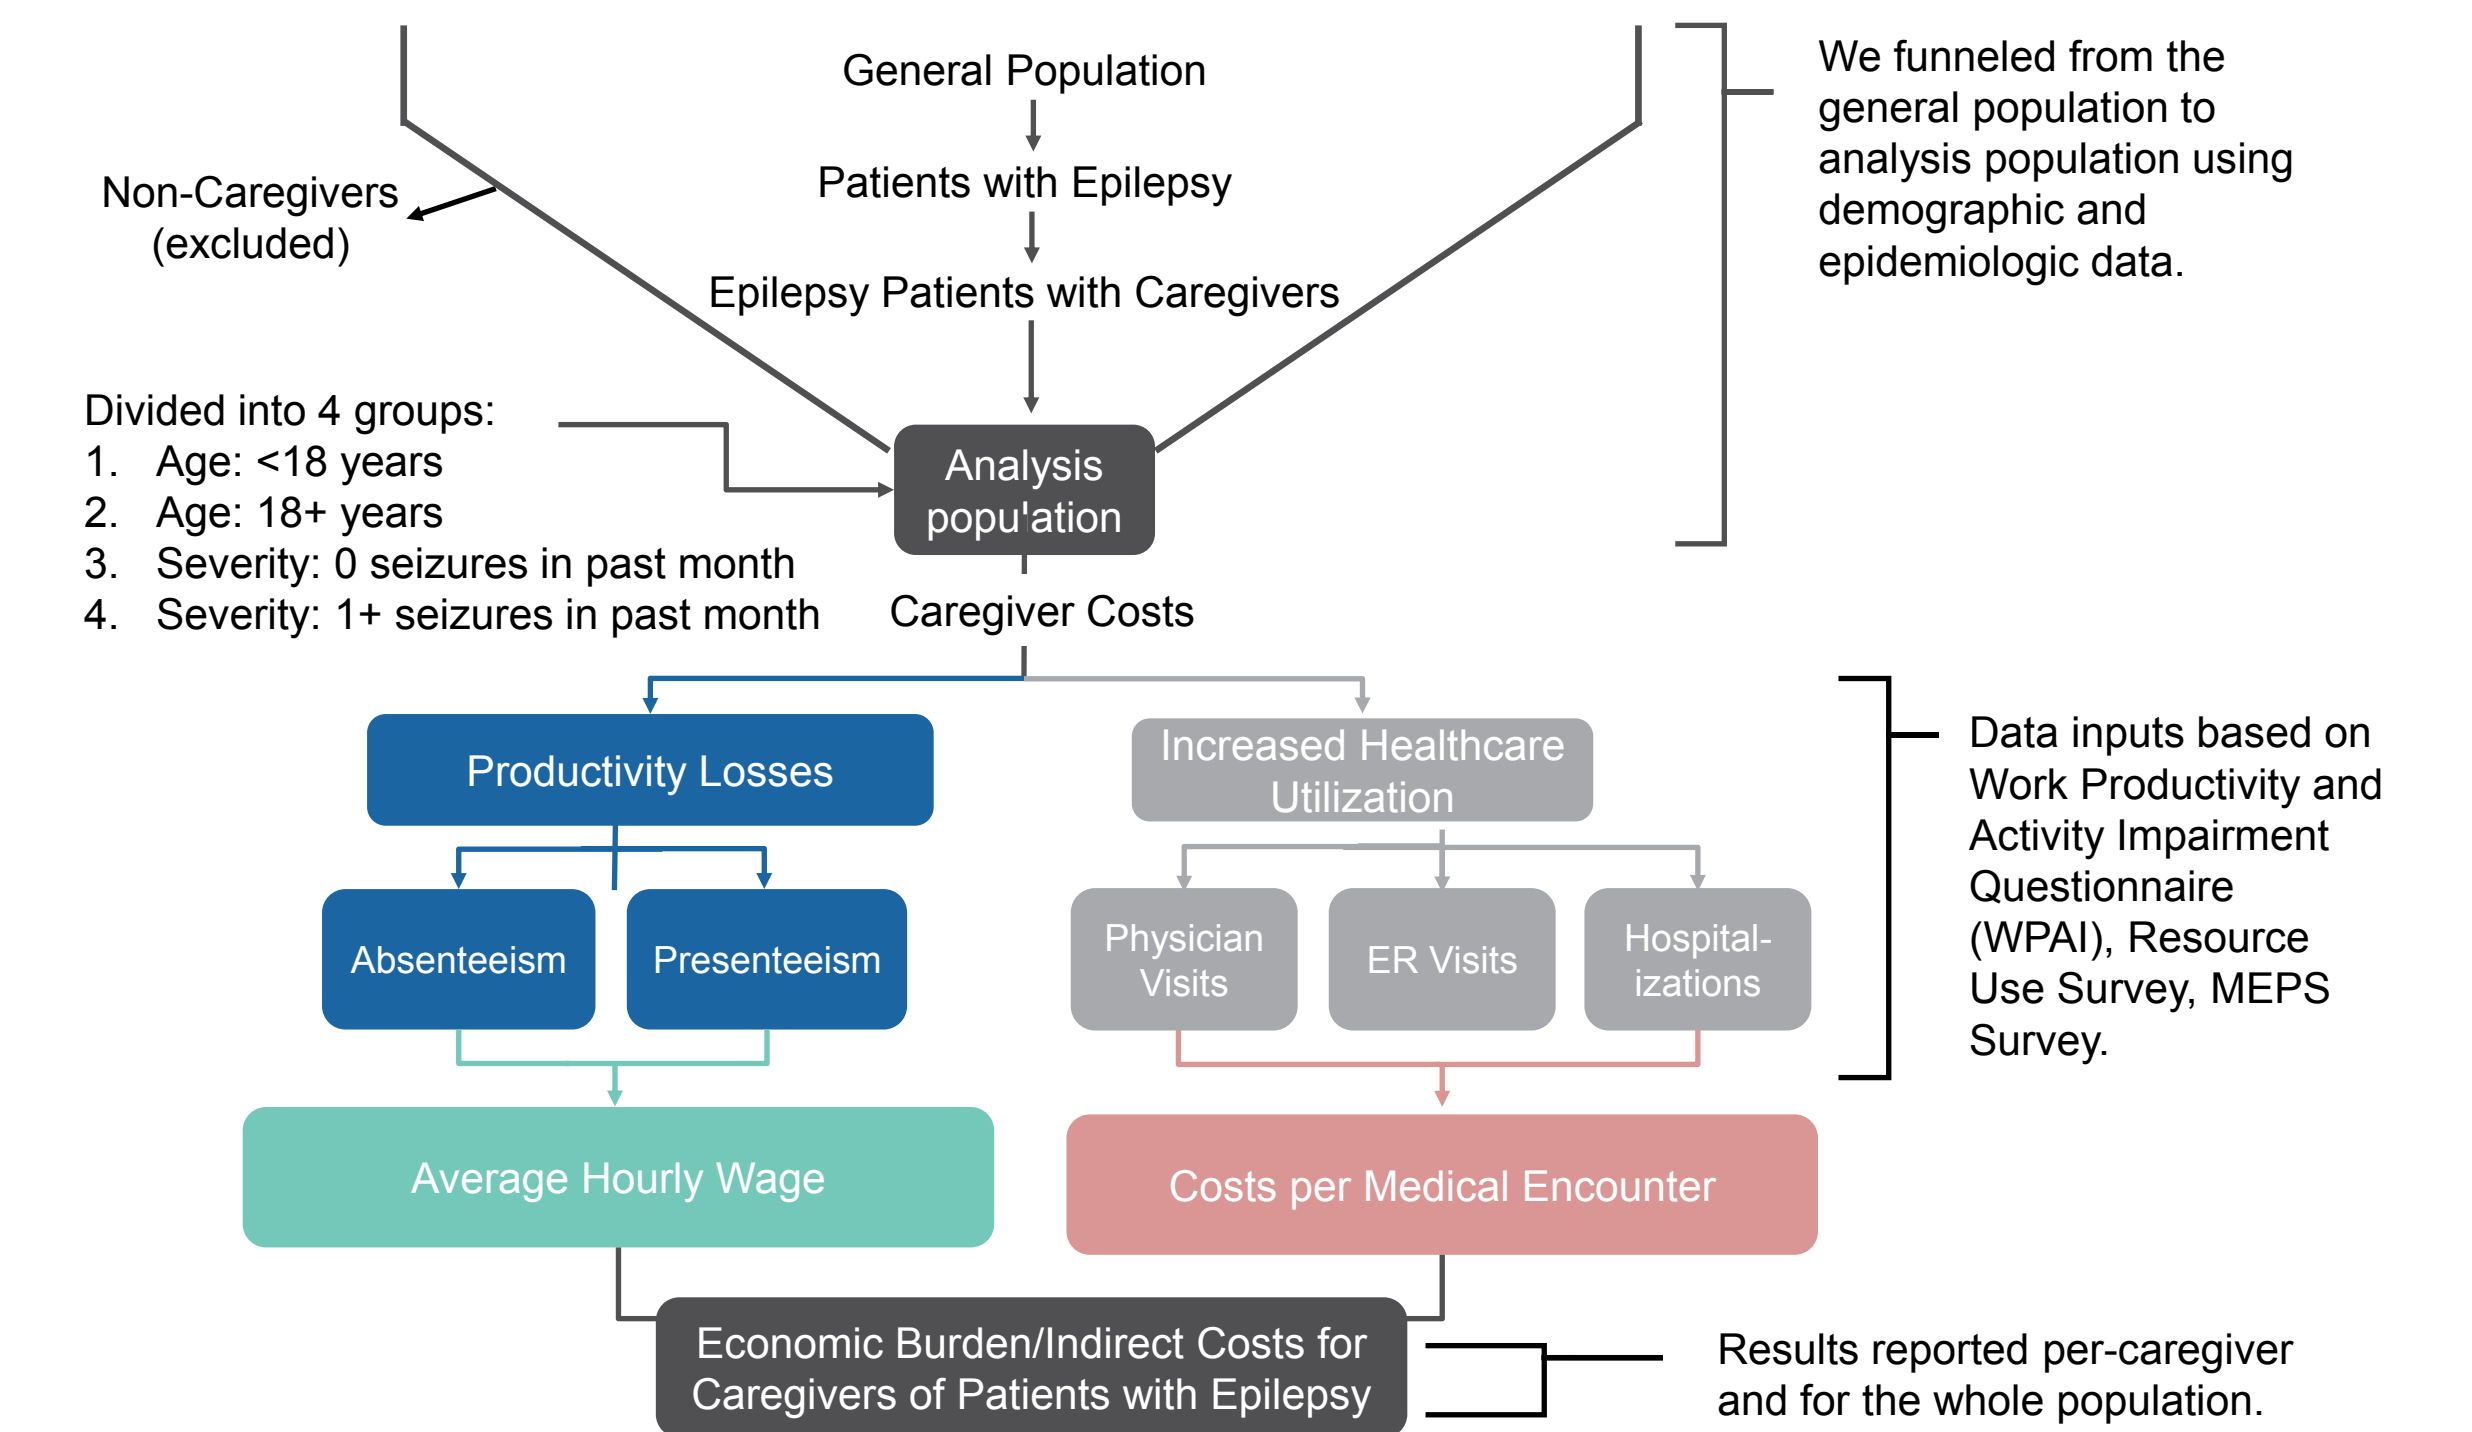 General Population
Patients with Epilepsy
Epilepsy Patients with Caregivers
Non-Caregivers
(excluded)
We funneled from the
general population to
analysis population using
demographic and
epidemiologic data.
Divided into 4 groups:
1. Age: <18 years
2. Age: 18+ years
3. Severity: 0 seizures in past month
4. Severity: 1+ seizures in past month
Analysis
population
Caregiver Costs
Productivity Losses
Increased Healthcare
Utilization
Absenteeism
Presenteeism
Physician
Visits
ER Visits
Hospital-
izations
Data inputs based on
Work Productivity and
Activity Impairment
Questionnaire
(WPAI), Resource
Use Survey, MEPS
Survey.
Average Hourly Wage
Costs per Medical Encounter
Economic Burden/Indirect Costs for
Caregivers of Patients with Epilepsy
Results reported per-caregiver
and for the whole population.